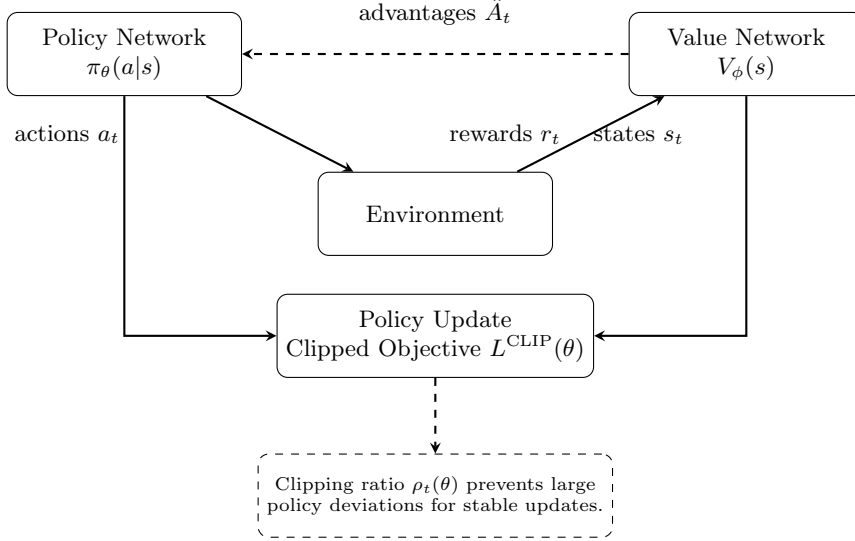 advantages Â_t
Policy Network
π_θ(a|s)
Value Network
V_ϕ(s)
actions a_t
rewards r_t
states s_t
Environment
Policy Update
Clipped Objective L^CLIP(θ)
Clipping ratio ρ_t(θ) prevents large
policy deviations for stable updates.